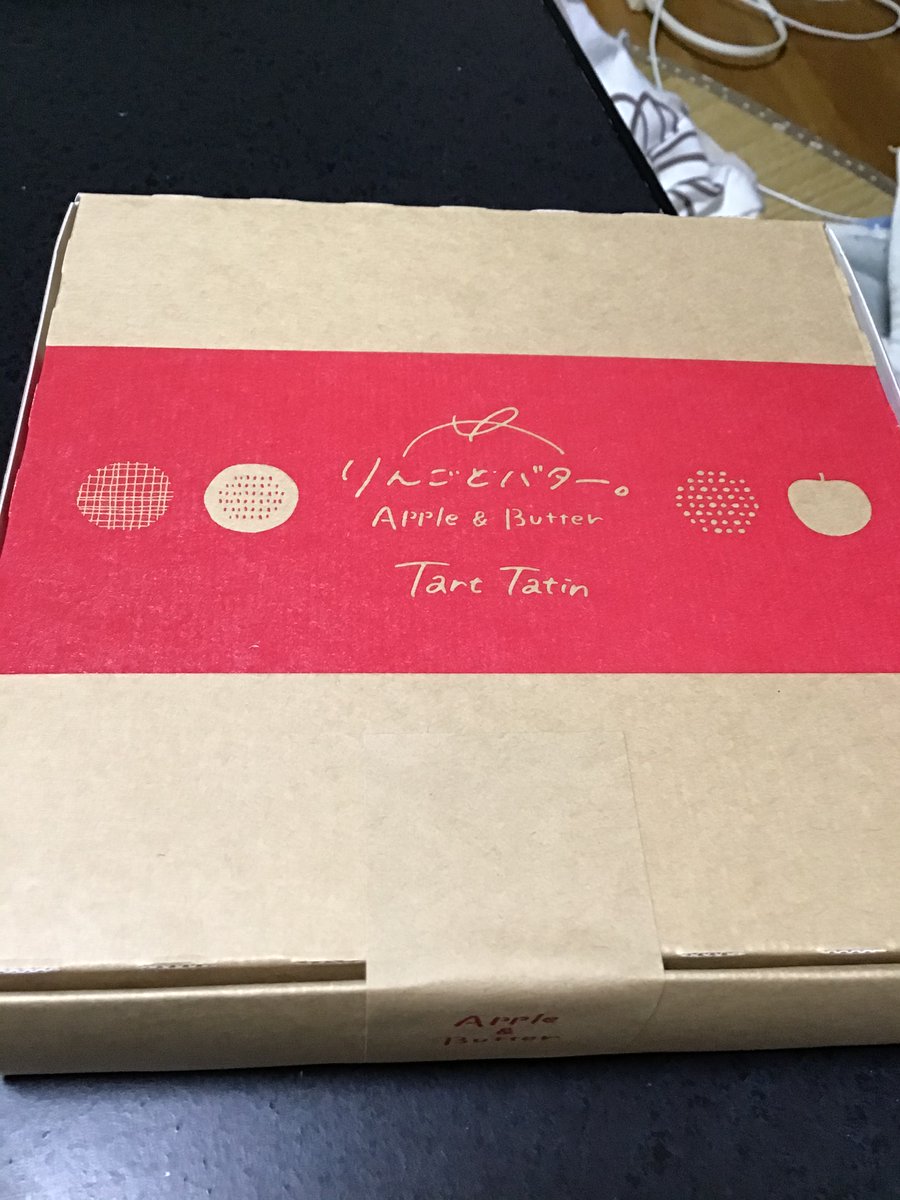 りんごとバター。
Apple & Butter
Tart Tatin
Apple
&
Butter